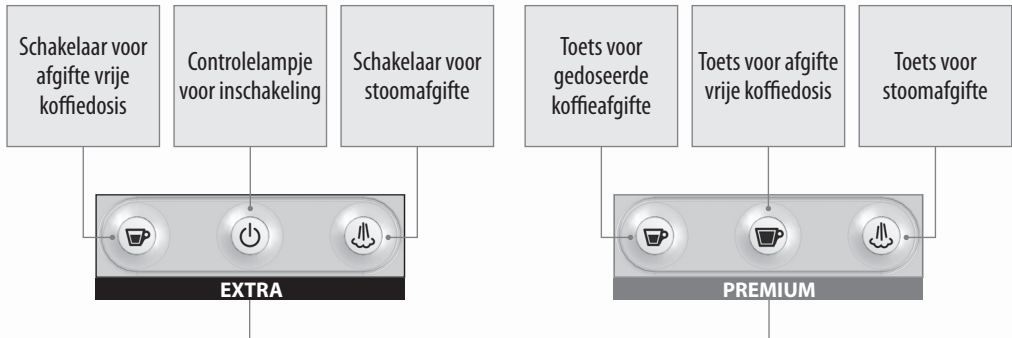 Schakelaar voor
afgifte vrije
koffiedosis
Controlelampje
voor inschakeling
Schakelaar voor
stoomafgifte
Toets voor
gedoseerde
koffieafgifte
Toets voor afgifte
vrije koffiedosis
Toets voor
stoomafgifte
EXTRA
PREMIUM